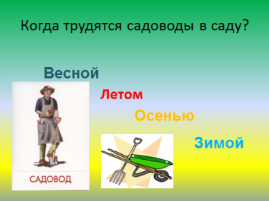 Когда трудятся садоводы в саду?
Весной
Летом
Осенью
Зимой
САДОВОД